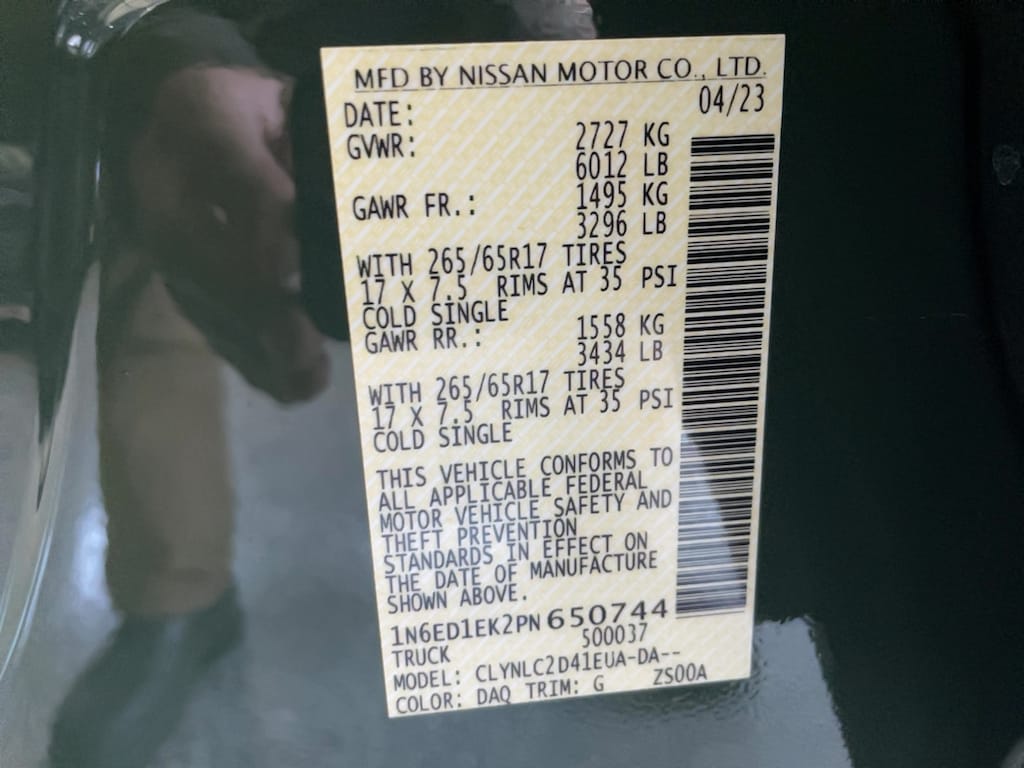 MFD BY NISSAN MOTOR CO., LTD.
DATE: 04/23
GVWR: 2727 KG
6012 LB
GAWR FR.: 1495 KG
3296 LB
WITH 265/65R17 TIRES
17 X 7.5 RIMS AT 35 PSI
COLD SINGLE
GAWR RR.: 1558 KG
3434 LB
WITH 265/65R17 TIRES
17 X 7.5 RIMS AT 35 PSI
COLD SINGLE
THIS VEHICLE CONFORMS TO
ALL APPLICABLE FEDERAL
MOTOR VEHICLE SAFETY AND
THEFT PREVENTION
STANDARDS IN EFFECT ON
THE DATE OF MANUFACTURE
SHOWN ABOVE.
1N6ED1EK2PN 650744
TRUCK 500037
MODEL: CLYNLC2D41EUA-DA--
COLOR: DAQ TRIM: G ZS00A